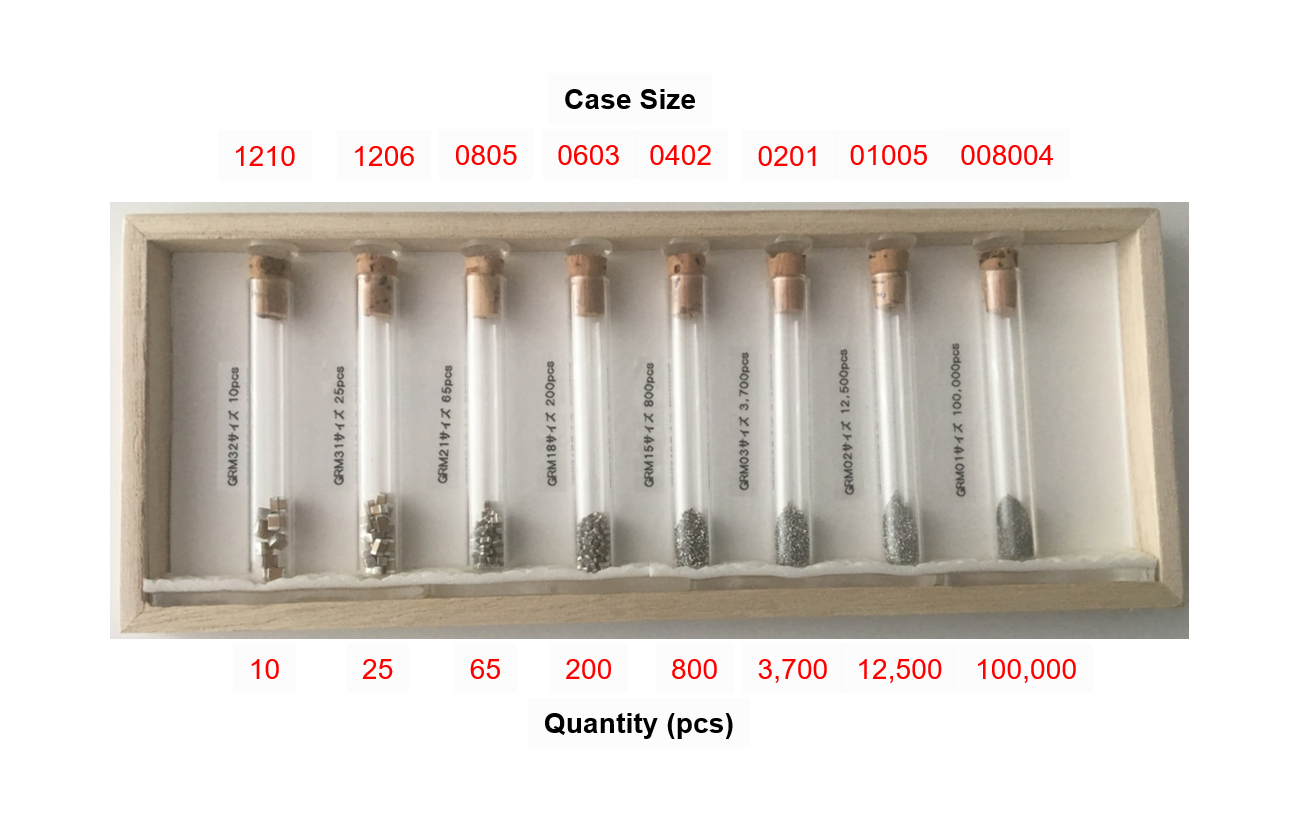 Case Size
1210 1206 0805 0603 0402 0201 01005 008004
GRM32サイズ 10pcs
GRM31サイズ 25pcs
GRM21サイズ 65pcs
GRM18サイズ 200pcs
GRM15サイズ 800pcs
GRM03サイズ 3,700pcs
GRM02サイズ 12,500pcs
GRM01サイズ 100,000pcs
10 25 65 200 800 3,700 12,500 100,000
Quantity (pcs)